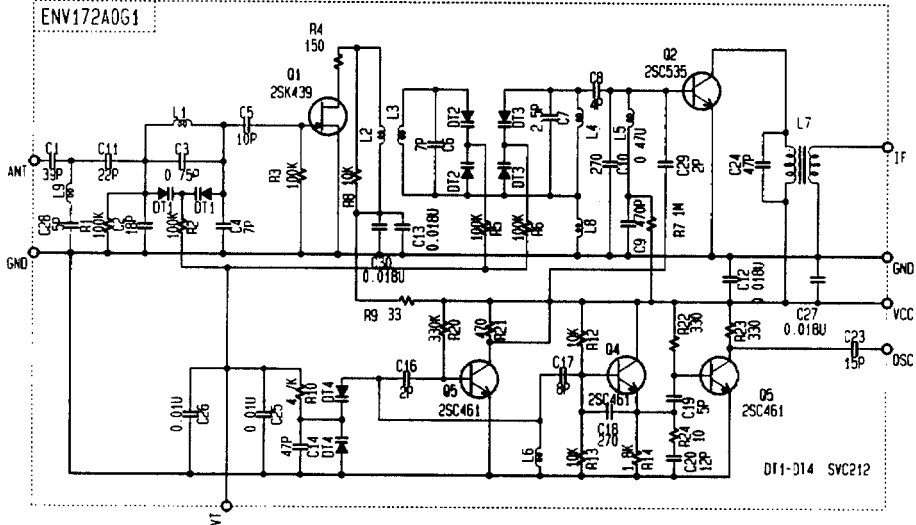 ENV172A0G1
R4
150
Q1
2SK439
Q2
2SC535
L1
C5
10P
L2
L3
C6
7P
DT2
DT2
DT3
DT3
2.5P
C7
C8
L4
L5
0.47U
L7
C1
39P
ANT
C11
22P
C3
0.75P
DT1
DT1
L9
C28
5P
R1
100K
C2
18P
100K
R2
C4
7P
R3
100K
R8 10K
C13
0.018U
C30
0.018U
100K
R5
100K
R6
270
C10
C9 470P
L8
R7 1M
C29
2P
C24
47P
IF
GND
GND
C12
0.018U
C27
0.018U
VCC
R9 33
330K
R20
470
R21
10K
R12
R22
330
R23
330
C23
15P
OSC
0.01U
C26
0.01U
C25
4.7K
R10
DT4
DT4
47P
C14
C16
2P
Q5
2SC461
C17
9P
Q4
2SC461
C18
270
L6
10K
R13
1.8K
R14
C19
5P
R24
10
C20
12P
Q5
2SC461
DT1-DT4 SVC212
VT